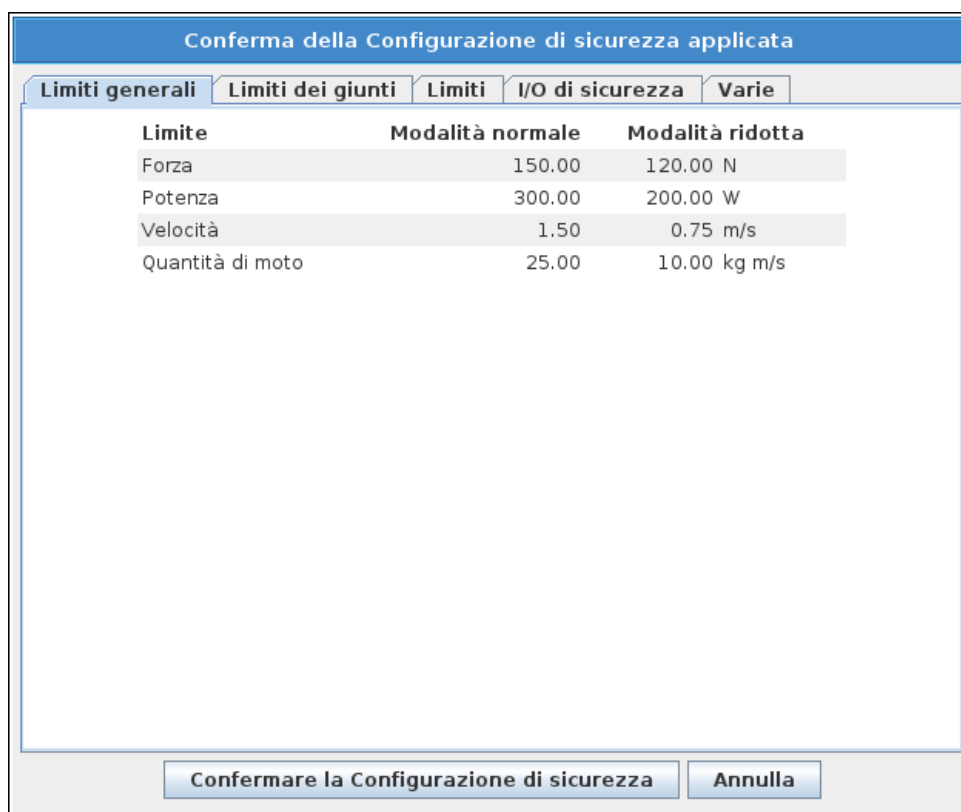 Conferma della Configurazione di sicurezza applicata
Limiti generali Limiti dei giunti Limiti I/O di sicurezza Varie
Limite Modalità normale Modalità ridotta
Forza 150.00 120.00 N
Potenza 300.00 200.00 W
Velocità 1.50 0.75 m/s
Quantità di moto 25.00 10.00 kg m/s
Confermare la Configurazione di sicurezza Annulla